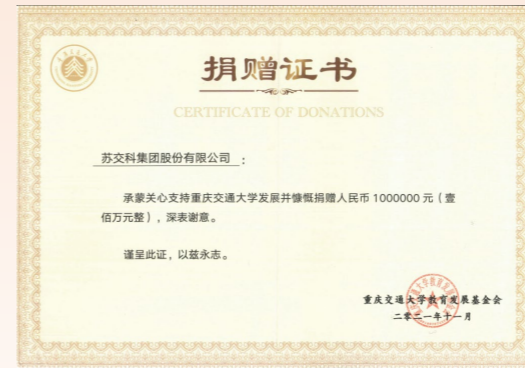 捐赠证书
CERTIFICATE OF DONATIONS
苏交科集团股份有限公司：
承蒙关心支持重庆交通大学发展并慷慨捐赠人民币 1000000 元（壹
佰万元整），深表谢意。
谨呈此证，以兹永志。
重庆交通大学教育发展基金会
二零二一年十一月